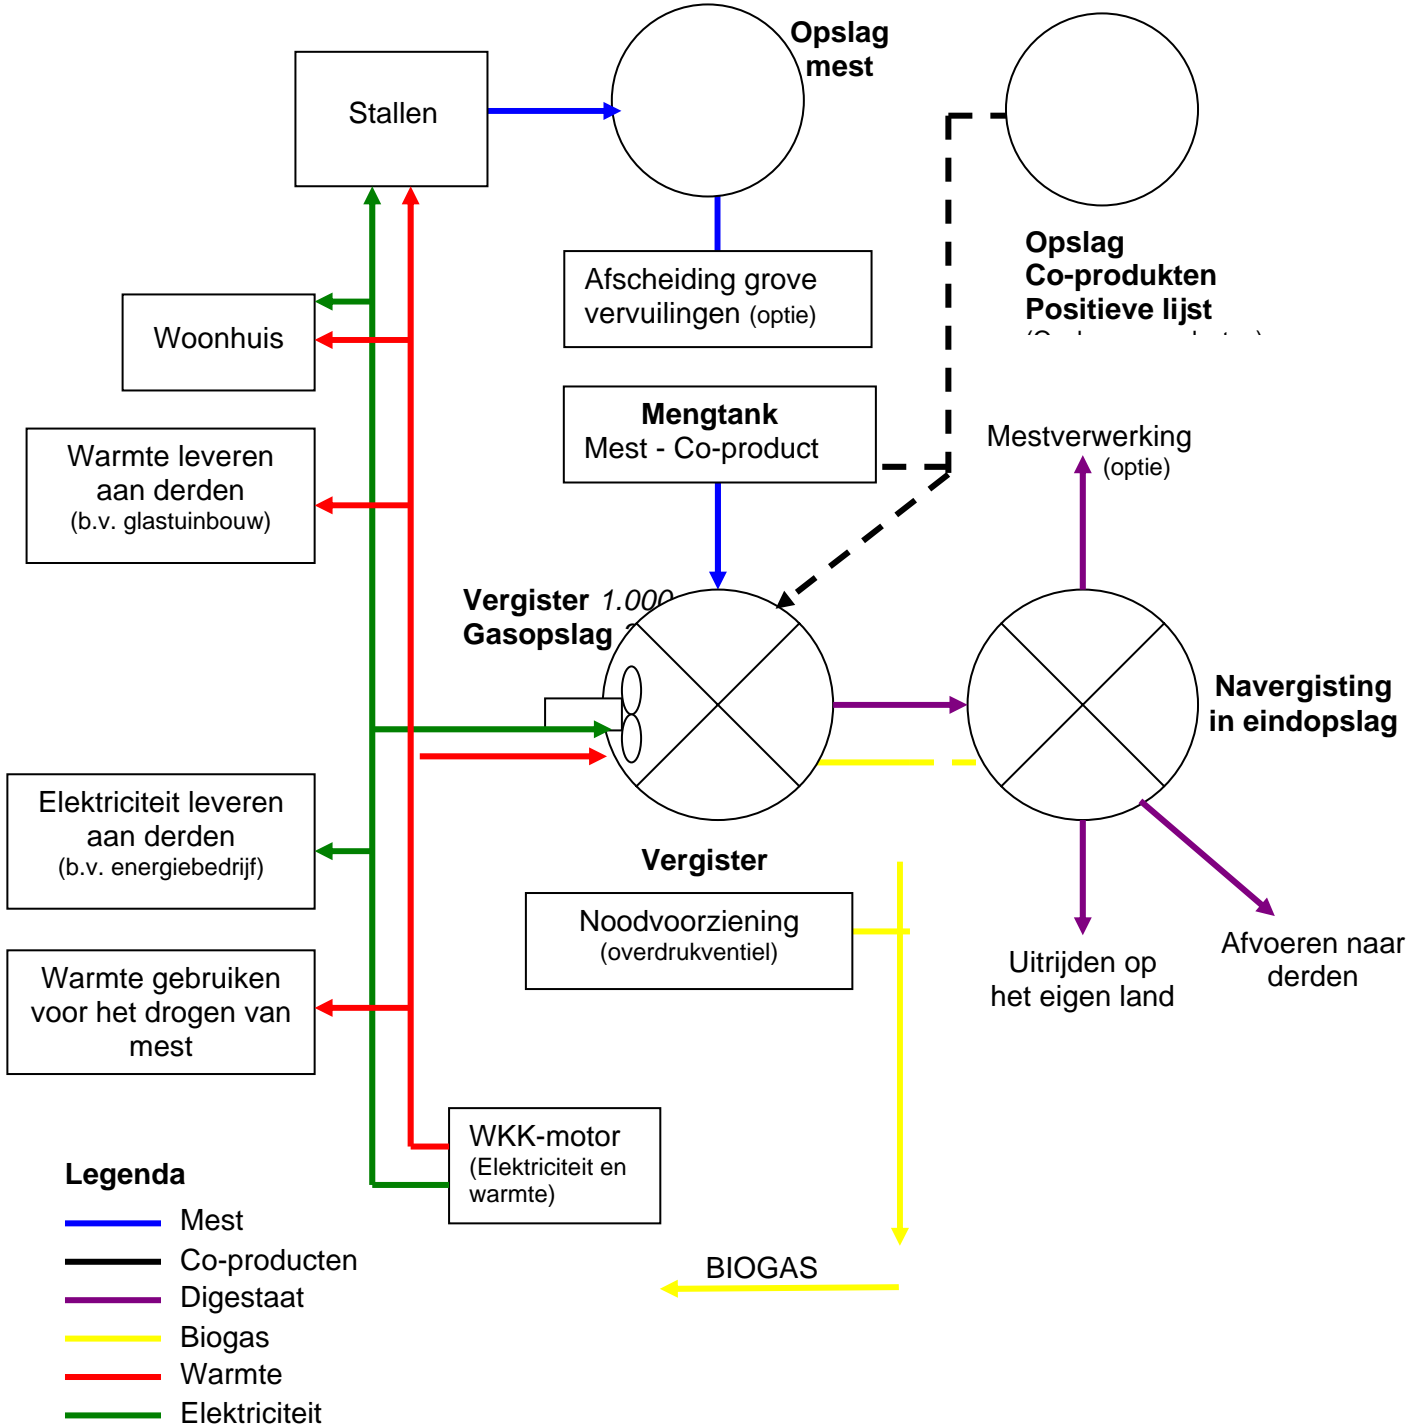 Opslag
mest
Stallen
Opslag
Co-produkten
Positieve lijst
Afscheiding grove
vervuilingen (optie)
Woonhuis
Mengtank
Mest - Co-product
Mestverwerking
(optie)
Warmte leveren
aan derden
(b.v. glastuinbouw)
Vergister 1.000
Gasopslag
Navergisting
in eindopslag
Elektriciteit leveren
aan derden
(b.v. energiebedrijf)
Vergister
Noodvoorziening
(overdrukventiel)
Uitrijden op
het eigen land
Afvoeren naar
derden
Warmte gebruiken
voor het drogen van
mest
WKK-motor
(Elektriciteit en
warmte)
BIOGAS
Legenda
Mest
Co-producten
Digestaat
Biogas
Warmte
Elektriciteit